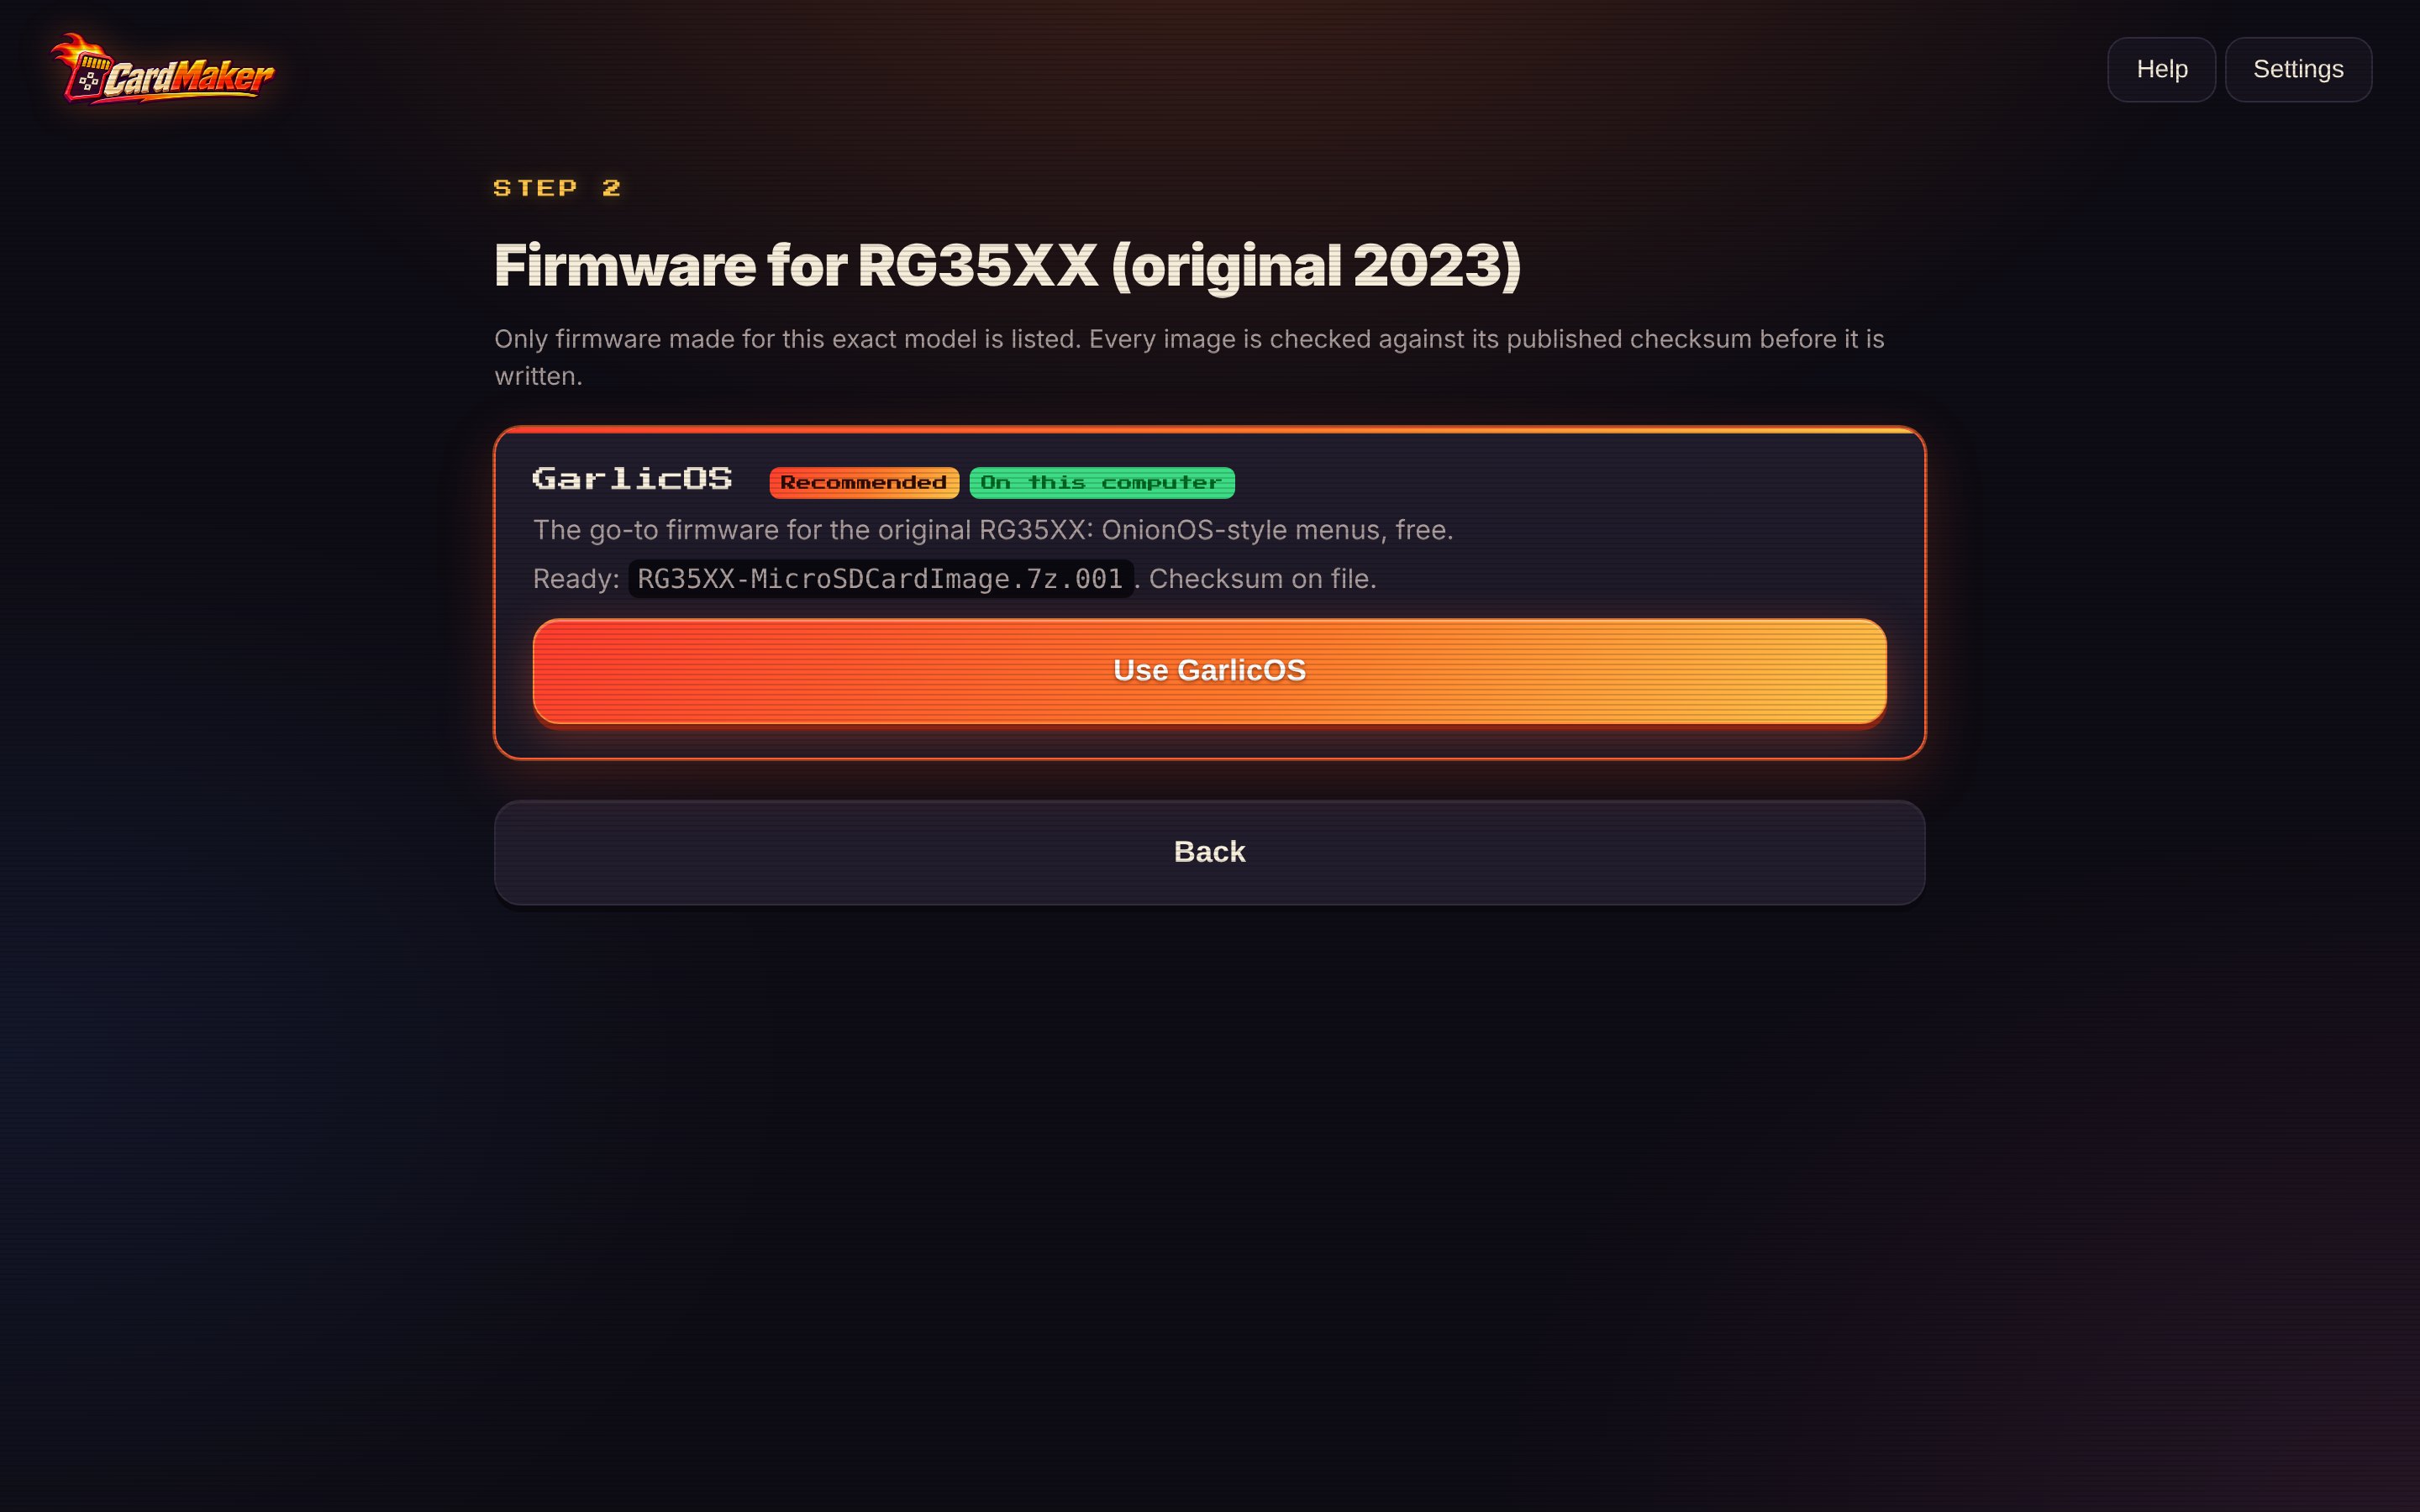 CardMaker
Help
Settings
STEP 2
Firmware for RG35XX (original 2023)
Only firmware made for this exact model is listed. Every image is checked against its published checksum before it is
written.
GarlicOS Recommended On this computer
The go-to firmware for the original RG35XX: OnionOS-style menus, free.
Ready: RG35XX-MicroSDCardImage.7z.001. Checksum on file.
Use GarlicOS
Back